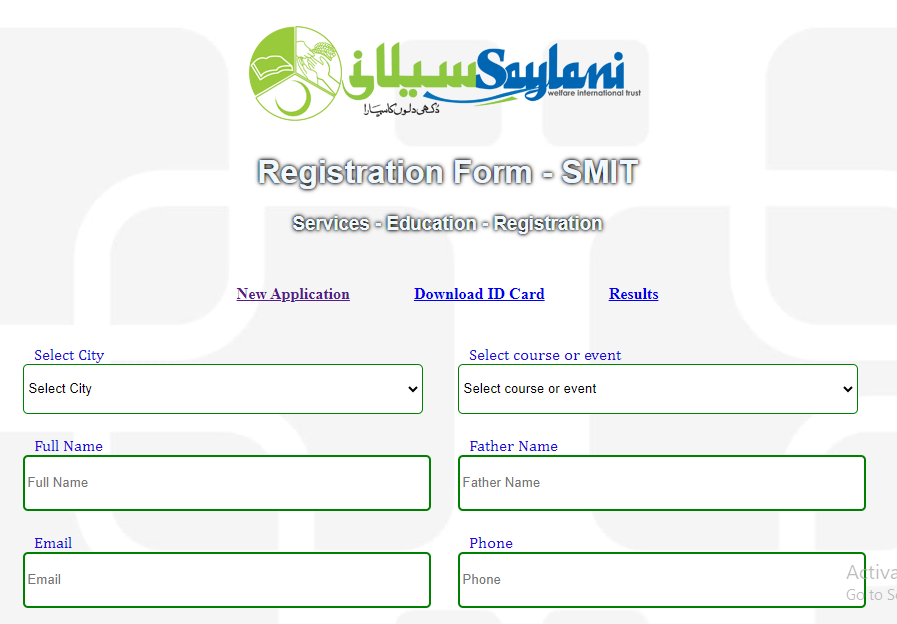 سیلانی Saylani
welfare international trust
دُکھی دلوں کا سہارا
Registration Form - SMIT
Services - Education - Registration
New Application Download ID Card Results
Select City Select course or event
Select City Select course or event
Full Name Father Name
Full Name Father Name
Email Phone
Email Phone
Activa
Go to Se